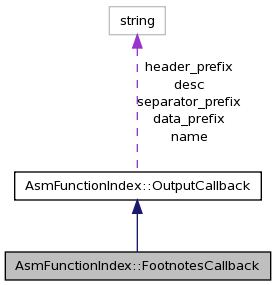 string
header_prefix
desc
separator_prefix
data_prefix
name
AsmFunctionIndex::OutputCallback
AsmFunctionIndex::FootnotesCallback